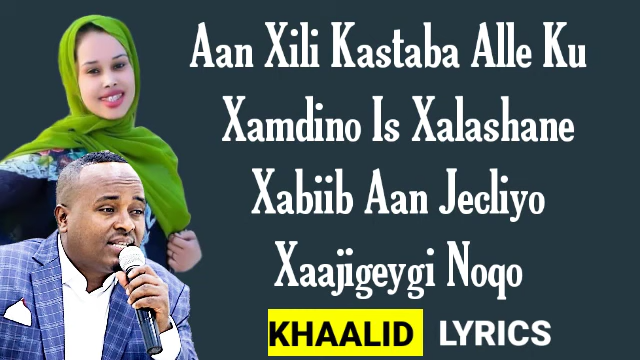 Aan Xili Kastaba Alle Ku
Xamdino Is Xalashane
Xabiib Aan Jecliyo
Xaajigeygi Noqo
KHAALID LYRICS